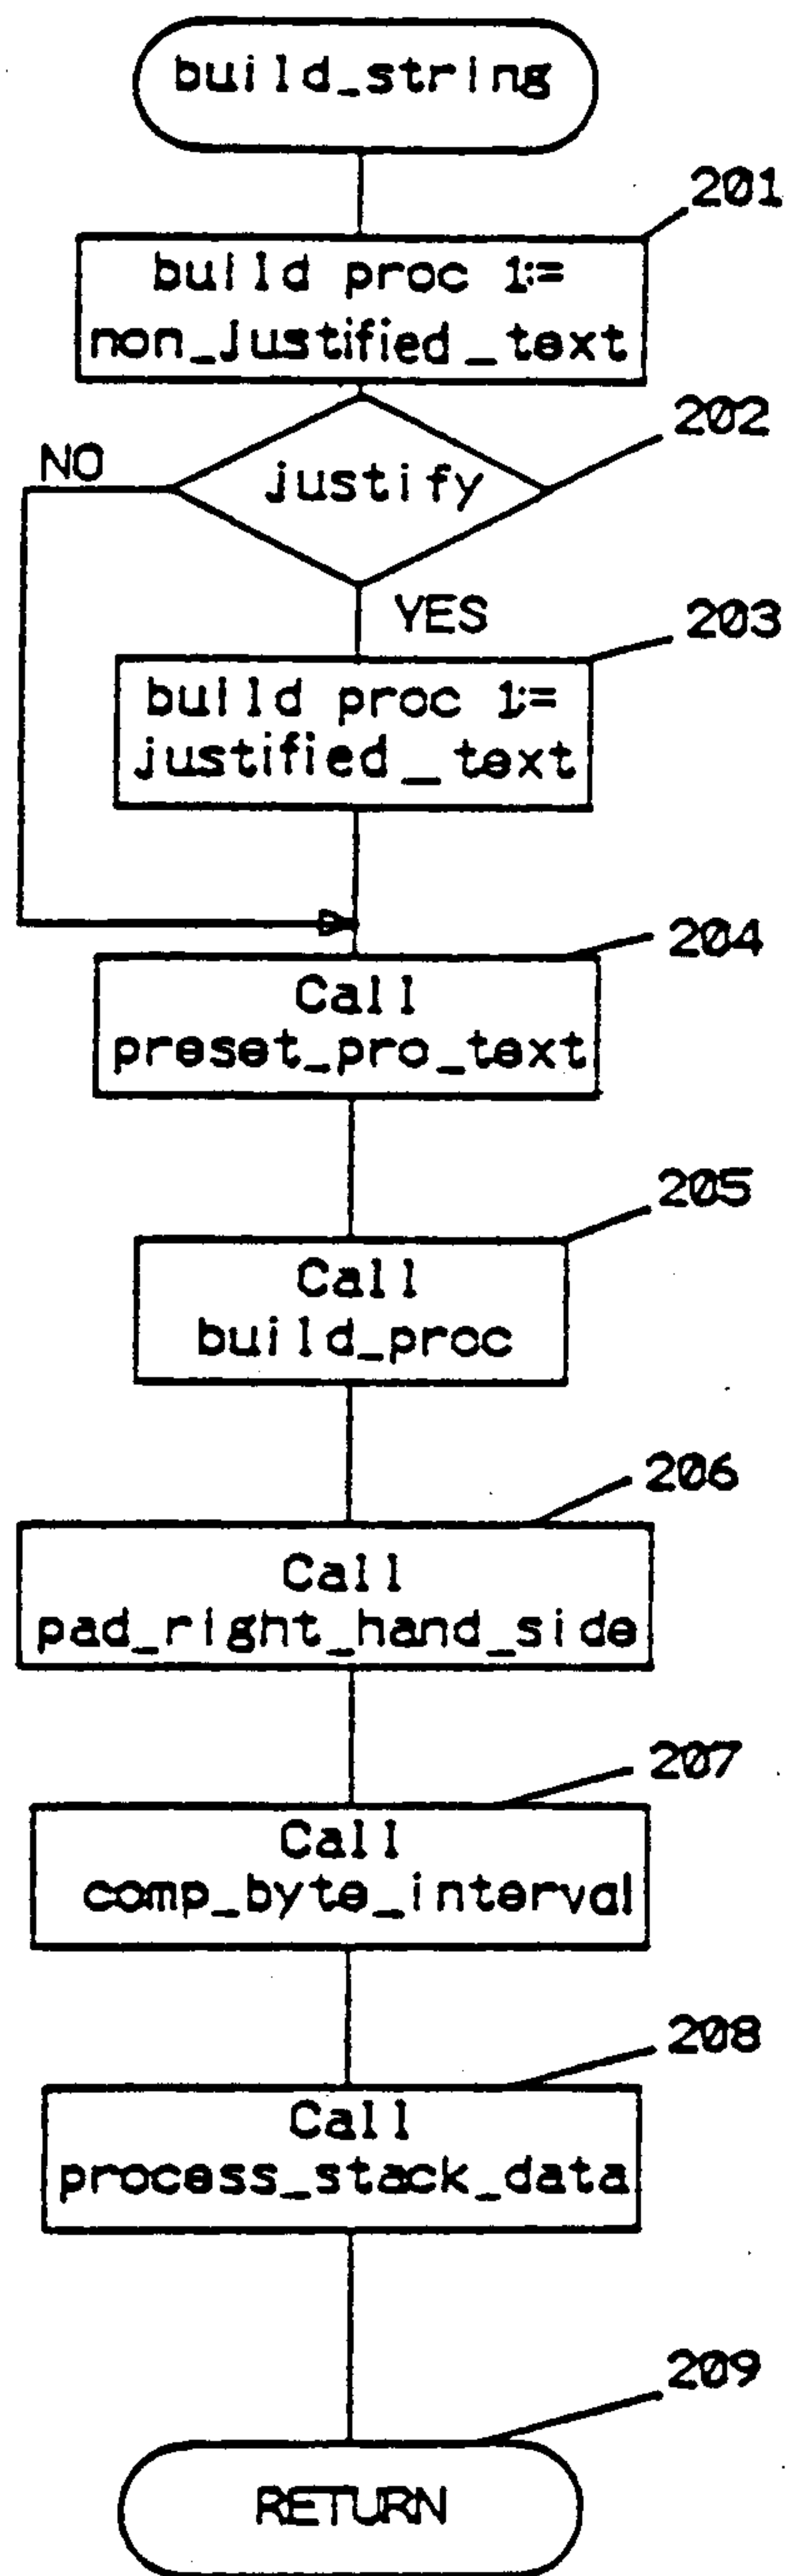 build_string
201
build proc 1:=
non_justified_text
202
NO
justify
YES
203
build proc 1:=
justified_text
204
Call
preset_pro_text
205
Call
build_proc
206
Call
pad_right_hand_side
207
Call
comp_byte_interval
208
Call
process_stack_data
209
RETURN